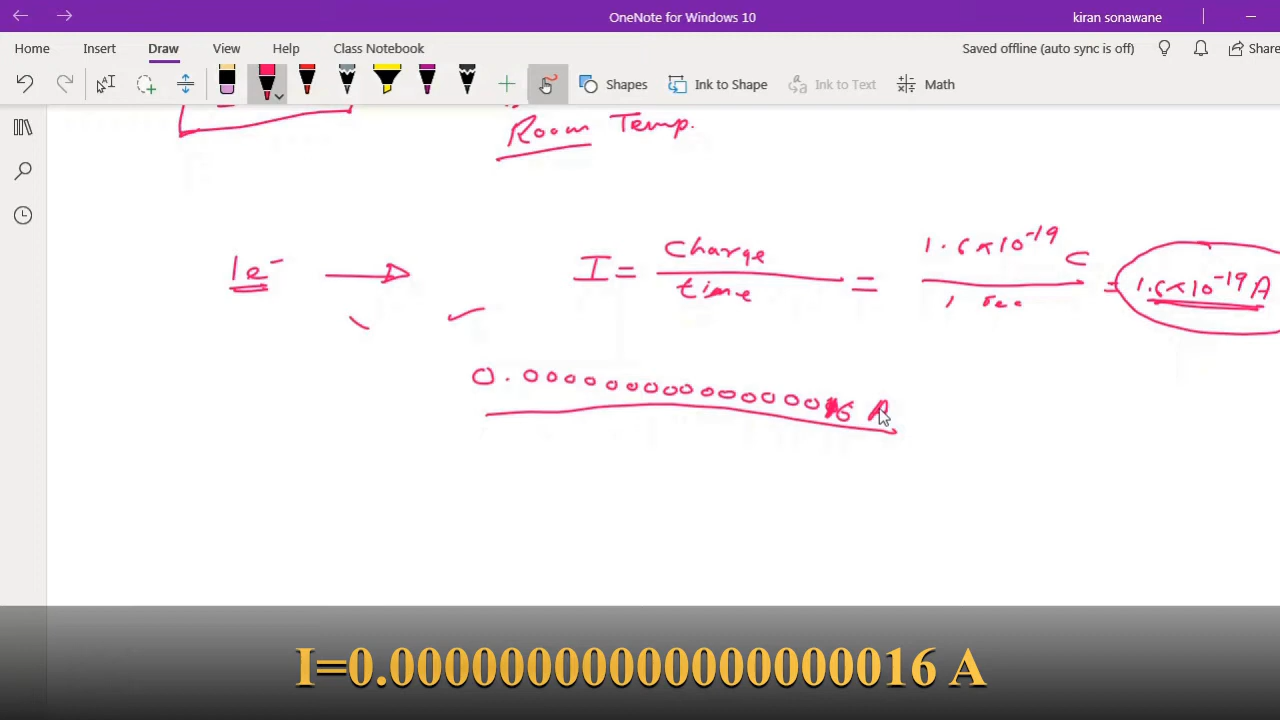 OneNote for Windows 10
kiran sonawane
Home Insert Draw View Help Class Notebook
Saved offline (auto sync is off)
Share
Shapes Ink to Shape Ink to Text Math
Room Temp.
1e⁻ → I = charge / time = 1.6×10⁻¹⁹ C / 1 sec = 1.6×10⁻¹⁹ A
0.00000000000000016 A
I=0.00000000000000000016 A